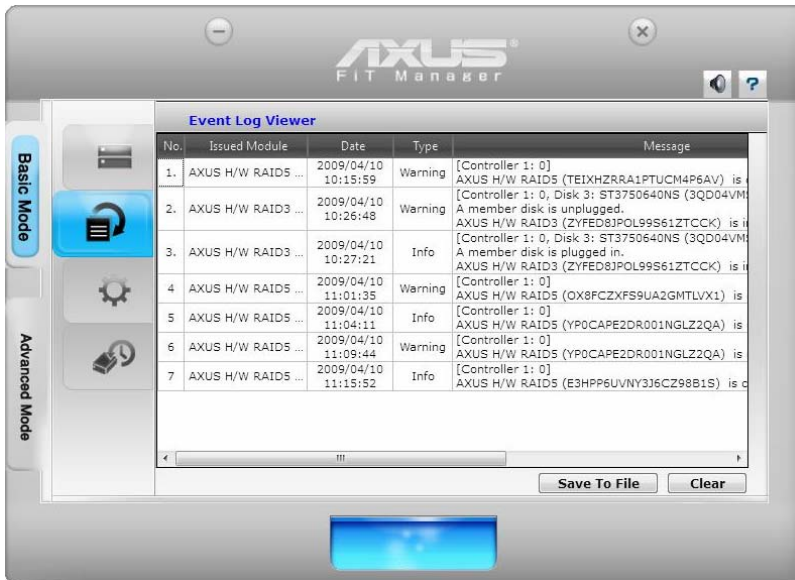 AXUS
FiT Manager
Basic Mode
Advanced Mode
Event Log Viewer
No. Issued Module Date Type Message
1. AXUS H/W RAID5 ... 2009/04/10 10:15:59 Warning [Controller 1: 0]
AXUS H/W RAID5 (TEIXHZRRA1PTUCM4P6AV) is
2. AXUS H/W RAID3 ... 2009/04/10 10:26:48 Warning [Controller 1: 0, Disk 3: ST3750640NS (3QD04VM
A member disk is unplugged.
AXUS H/W RAID3 (ZYFED8JPOL99S61ZTCCK) is
3. AXUS H/W RAID3 ... 2009/04/10 10:27:21 Info [Controller 1: 0, Disk 3: ST3750640NS (3QD04VM
A member disk is plugged in.
AXUS H/W RAID3 (ZYFED8JPOL99S61ZTCCK) is
4 AXUS H/W RAID5 ... 2009/04/10 11:01:35 Warning [Controller 1: 0]
AXUS H/W RAID5 (OX8FCZXFS9UA2GMTLVX1) is
5 AXUS H/W RAID5 ... 2009/04/10 11:04:11 Info [Controller 1: 0]
AXUS H/W RAID5 (YP0CAPE2DR001NGLZ2QA) is
6 AXUS H/W RAID5 ... 2009/04/10 11:09:44 Warning [Controller 1: 0]
AXUS H/W RAID5 (YP0CAPE2DR001NGLZ2QA) is
7 AXUS H/W RAID5 ... 2009/04/10 11:15:52 Info [Controller 1: 0]
AXUS H/W RAID5 (E3HPP6UVNY3J6CZ98B1S) is
Save To File Clear